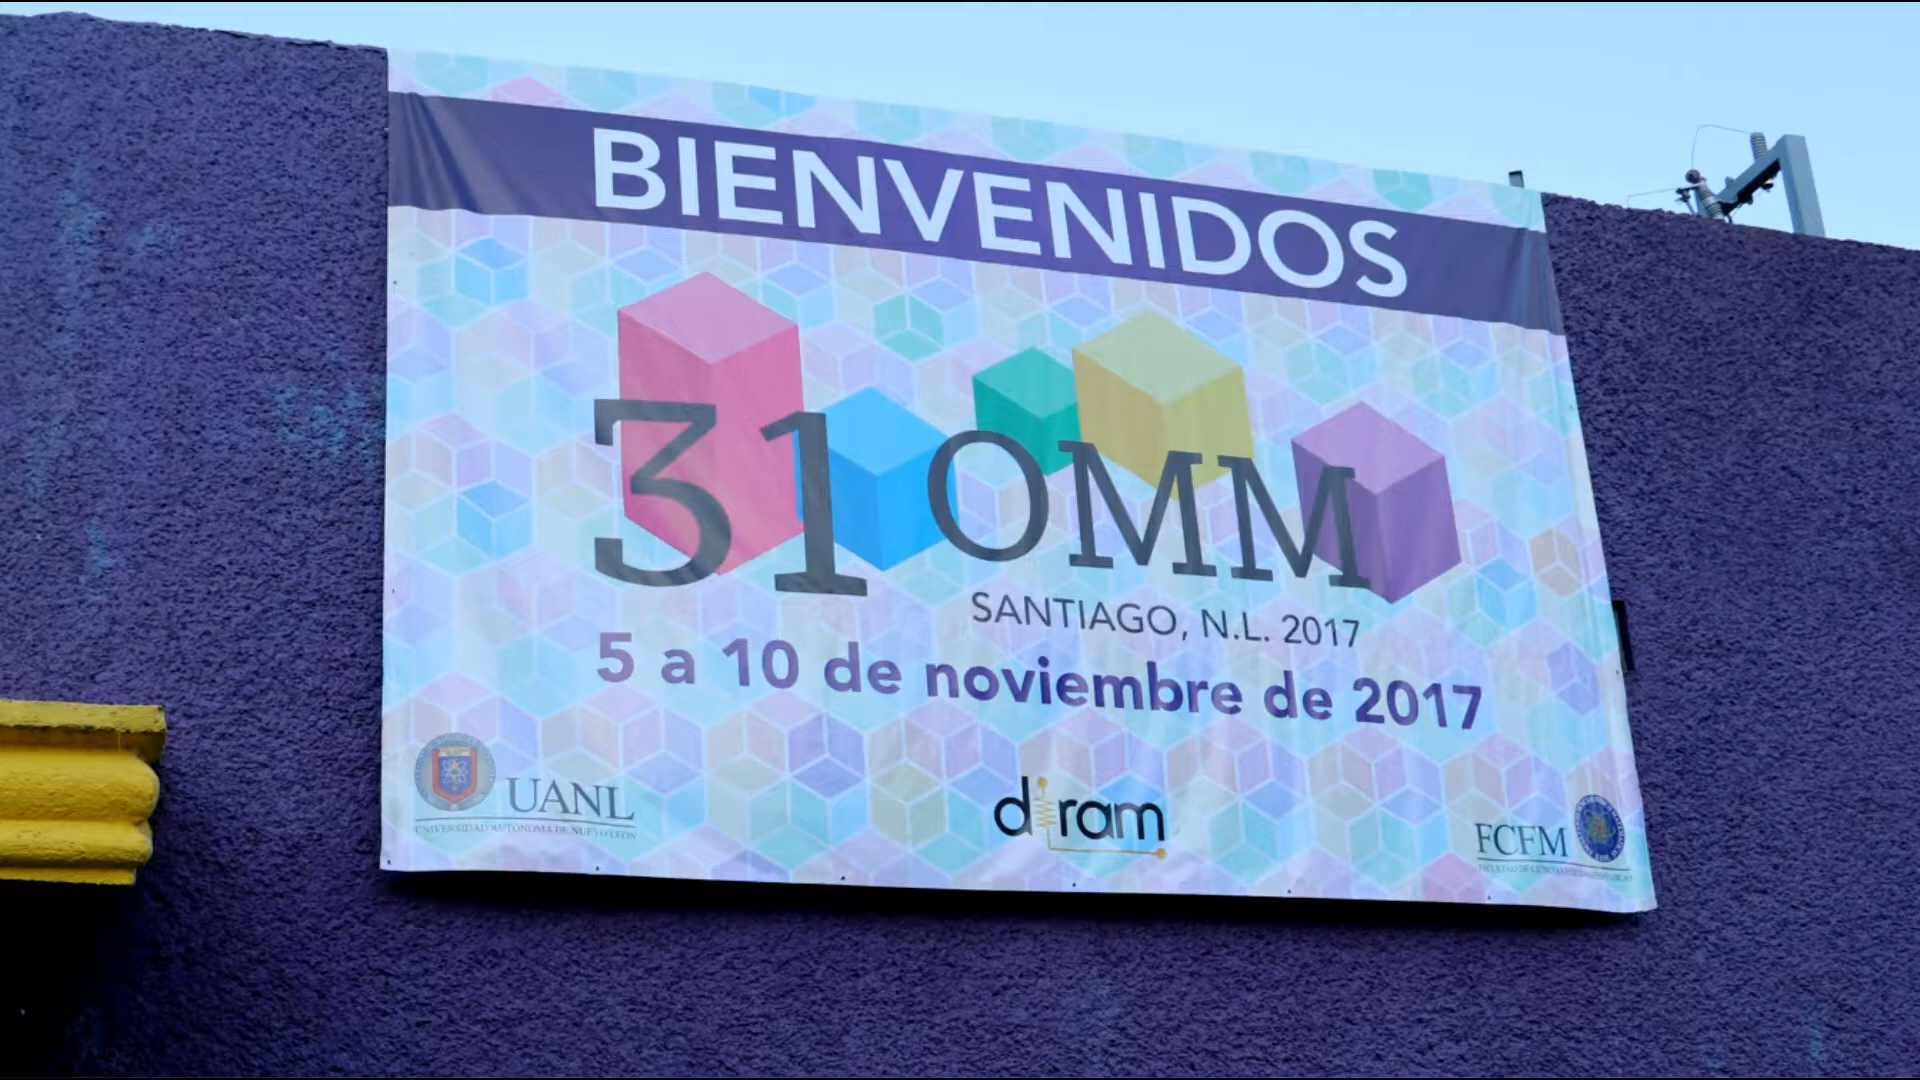 BIENVENIDOS
31 OMM
SANTIAGO, N.L. 2017
5 a 10 de noviembre de 2017
UANL
UNIVERSIDAD AUTÓNOMA DE NUEVO LEÓN
diram
FCFM